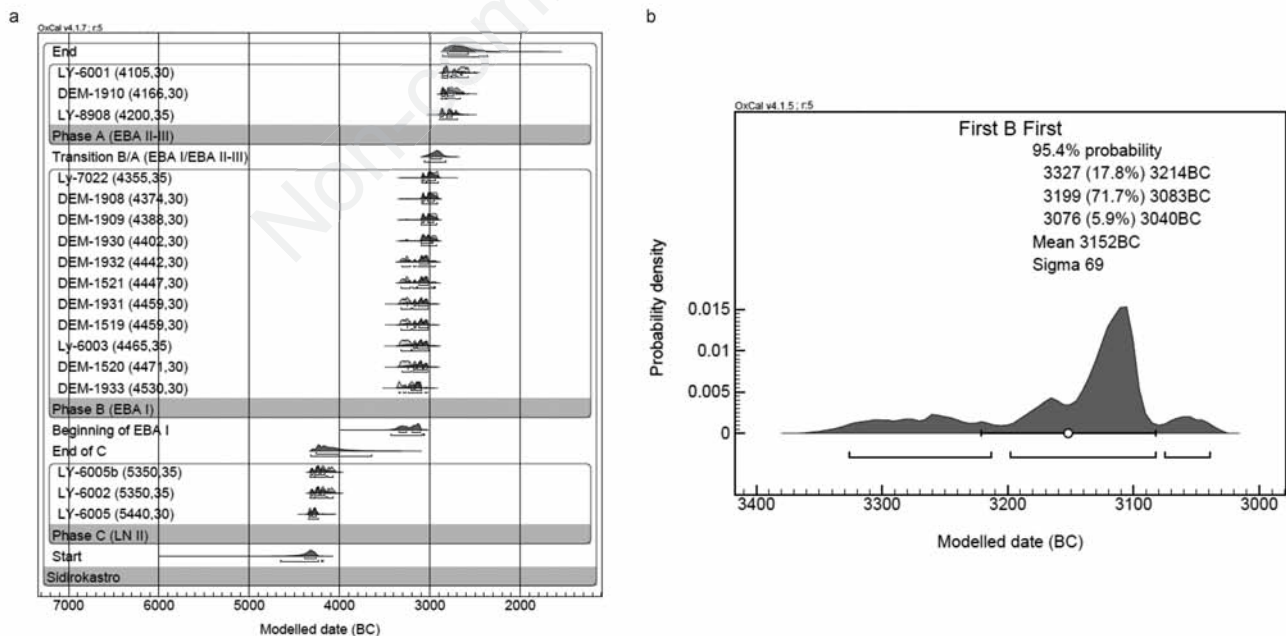 a
OxCal v4.1.7; r:5
End
LY-6001 (4105,30)
DEM-1910 (4166,30)
LY-8908 (4200,35)
Phase A (EBA II-III)
Transition B/A (EBA I/EBA II-III)
Ly-7022 (4355,35)
DEM-1908 (4374,30)
DEM-1909 (4388,30)
DEM-1930 (4402,30)
DEM-1932 (4442,30)
DEM-1521 (4447,30)
DEM-1931 (4459,30)
DEM-1519 (4459,30)
Ly-6003 (4465,35)
DEM-1520 (4471,30)
DEM-1933 (4530,30)
Phase B (EBA I)
Beginning of EBA I
End of C
LY-6005b (5350,35)
LY-6002 (5350,35)
LY-6005 (5440,30)
Phase C (LN II)
Start
Sidirokastro
7000 6000 5000 4000 3000 2000
Modelled date (BC)
b
OxCal v4.1.5; r:5
First B First
95.4% probability
3327 (17.8%) 3214BC
3199 (71.7%) 3083BC
3076 (5.9%) 3040BC
Mean 3152BC
Sigma 69
Probability density
0.015
0.01
0.005
0
3400 3300 3200 3100 3000
Modelled date (BC)
Non-com